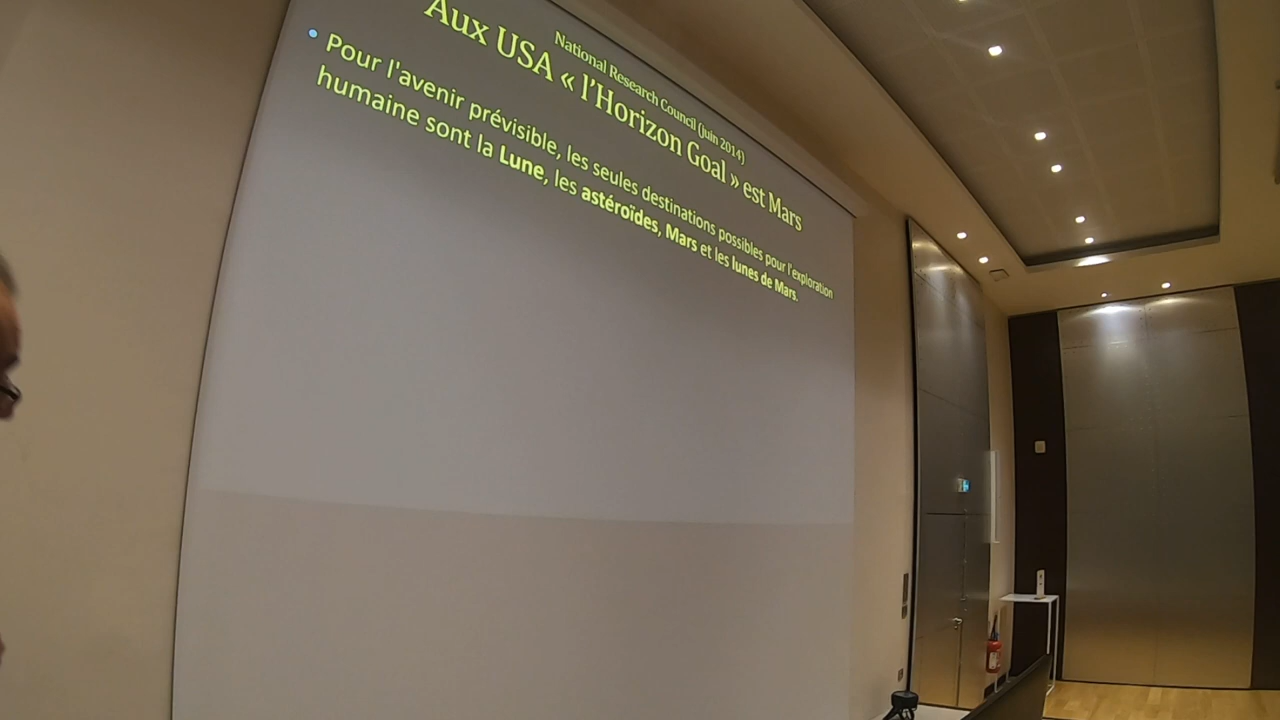 National Research Council (juin 2014)
Aux USA « l'Horizon Goal » est Mars
• Pour l'avenir prévisible, les seules destinations possibles pour l'exploration
humaine sont la Lune, les astéroïdes, Mars et les lunes de Mars.